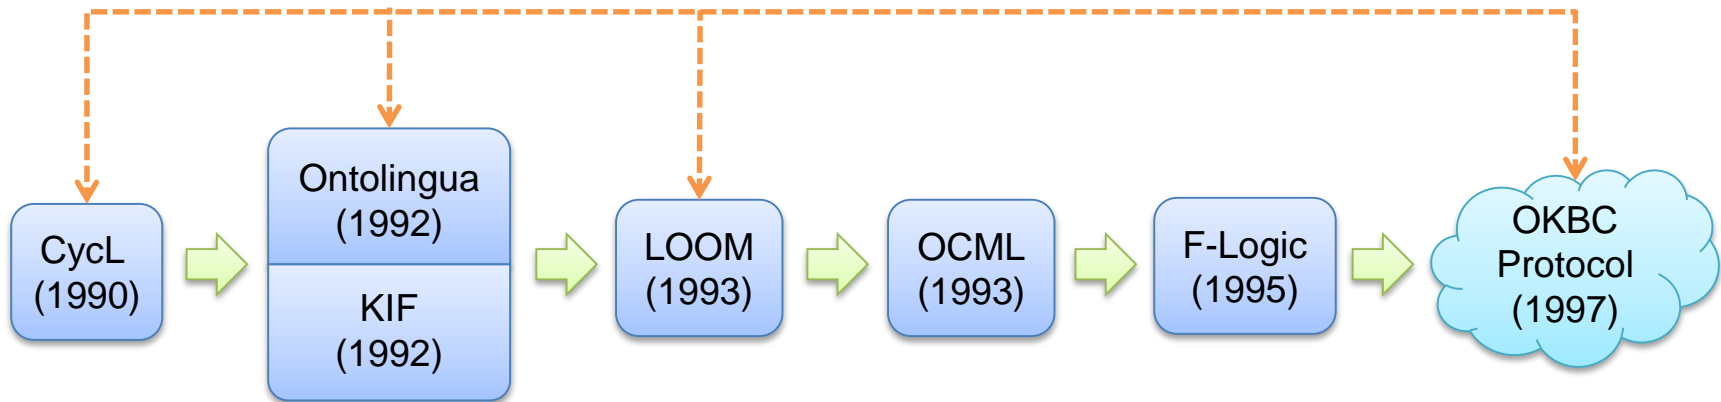 CycL
(1990)
Ontolingua
(1992)
KIF
(1992)
LOOM
(1993)
OCML
(1993)
F-Logic
(1995)
OKBC
Protocol
(1997)